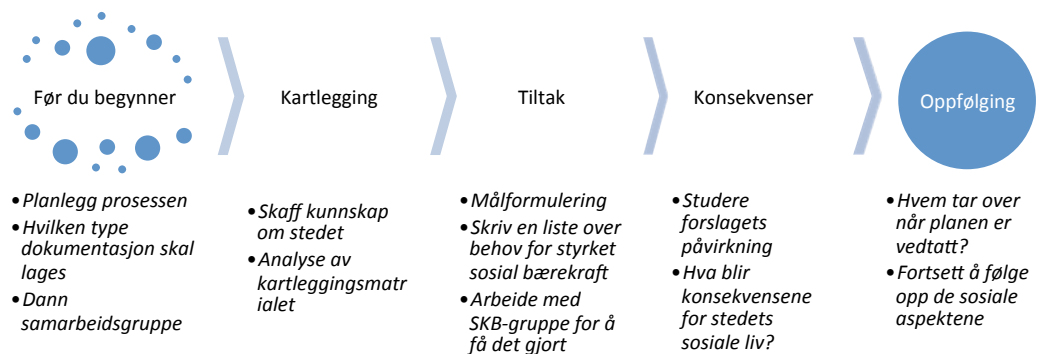 Før du begynner
Kartlegging
Tiltak
Konsekvenser
Oppfølging
•Planlegg prosessen
•Hvilken type
dokumentasjon skal
lages
•Dann
samarbeidsgruppe
•Skaff kunnskap
om stedet
•Analyse av
kartleggingsmatr
ialet
•Målformulering
•Skriv en liste over
behov for styrket
sosial bærekraft
•Arbeide med
SKB-gruppe for å
få det gjort
•Studere
forslagets
påvirkning
•Hva blir
konsekvensene
for stedets
sosiale liv?
•Hvem tar over
når planen er
vedtatt?
•Fortsett å følge
opp de sosiale
aspektene